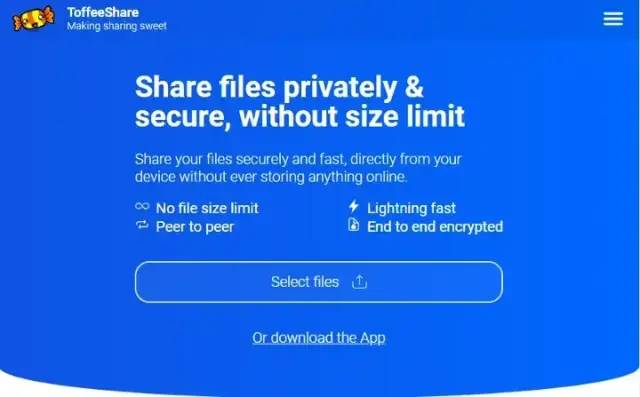 ToffeeShare
Making sharing sweet
Share files privately &
secure, without size limit
Share your files securely and fast, directly from your
device without ever storing anything online.
No file size limit
Lightning fast
Peer to peer
End to end encrypted
Select files
Or download the App